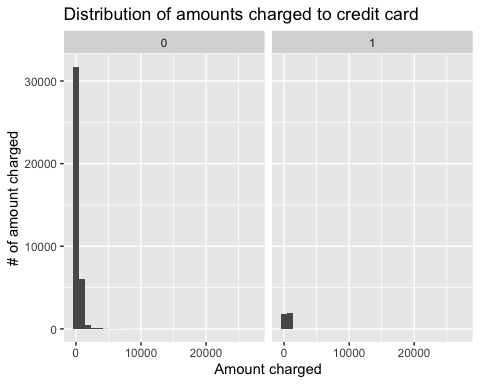 Distribution of amounts charged to credit card
0 1
30000
20000
10000
0
# of amount charged
0 10000 20000 0 10000 20000
Amount charged